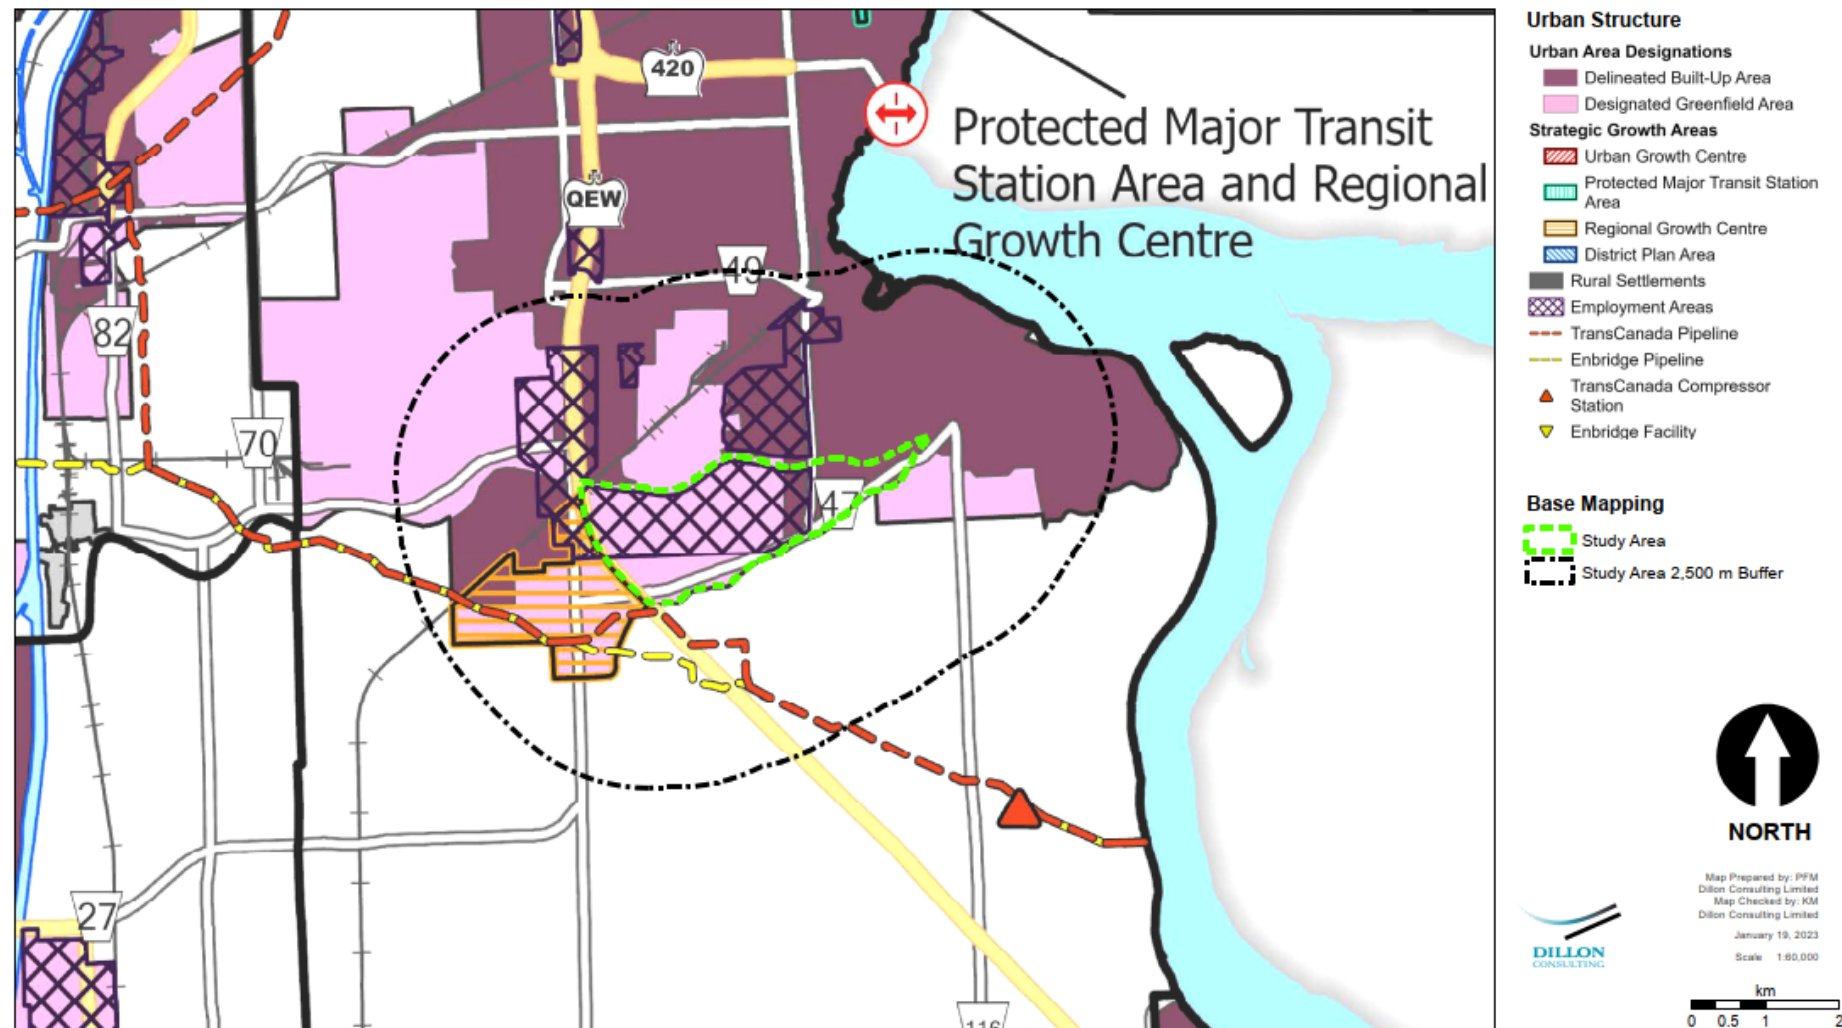 420
QEW
Protected Major Transit
Station Area and Regional
Growth Centre
49
82
70
47
27
116
Urban Structure
Urban Area Designations
Delineated Built-Up Area
Designated Greenfield Area
Strategic Growth Areas
Urban Growth Centre
Protected Major Transit Station
Area
Regional Growth Centre
District Plan Area
Rural Settlements
Employment Areas
TransCanada Pipeline
Enbridge Pipeline
TransCanada Compressor
Station
Enbridge Facility
Base Mapping
Study Area
Study Area 2,500 m Buffer
NORTH
Map Prepared by: PFM
Dillon Consulting Limited
Map Checked by: KM
Dillon Consulting Limited
January 19, 2023
Scale 1:60,000
DILLON
CONSULTING
km
0 0.5 1 2